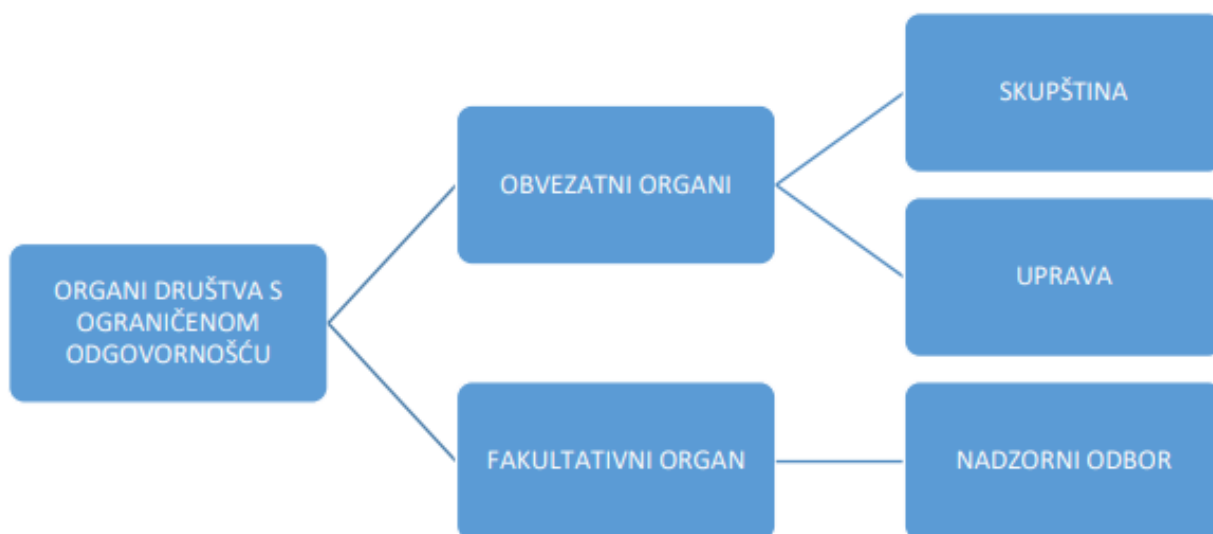 ORGANI DRUŠTVA S
OGRANIČENOM
ODGOVORNOŠĆU
OBVEZATNI ORGANI
SKUPŠTINA
UPRAVA
FAKULTATIVNI ORGAN
NADZORNI ODBOR